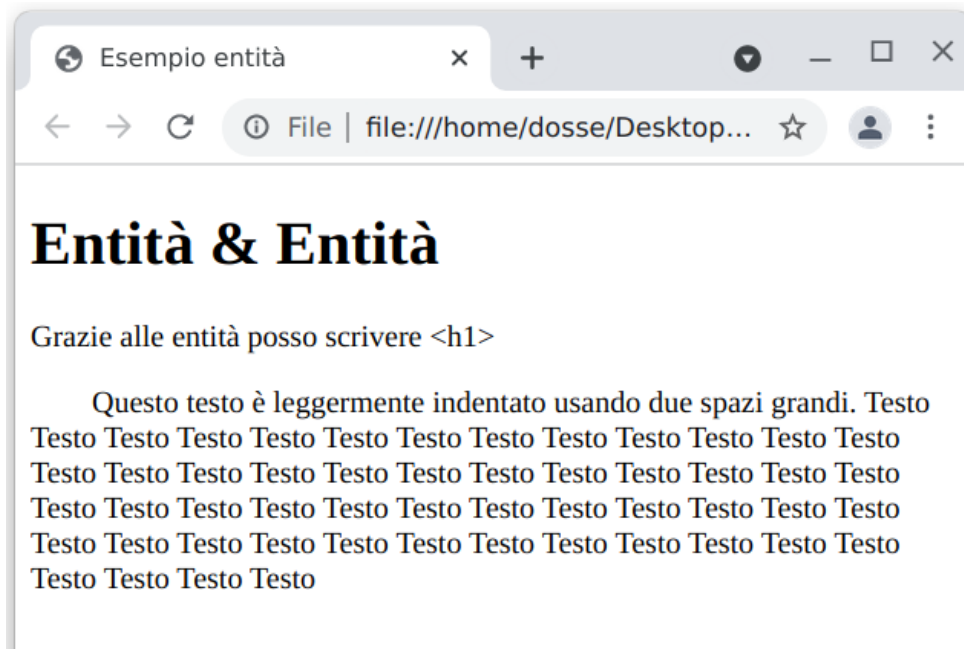 Esempio entità
File | file:///home/dosse/Desktop...
Entità & Entità
Grazie alle entità posso scrivere <h1>
Questo testo è leggermente indentato usando due spazi grandi. Testo
Testo Testo Testo Testo Testo Testo Testo Testo Testo Testo Testo Testo
Testo Testo Testo Testo Testo Testo Testo Testo Testo Testo Testo Testo
Testo Testo Testo Testo Testo Testo Testo Testo Testo Testo Testo Testo
Testo Testo Testo Testo Testo Testo Testo Testo Testo Testo Testo Testo
Testo Testo Testo Testo